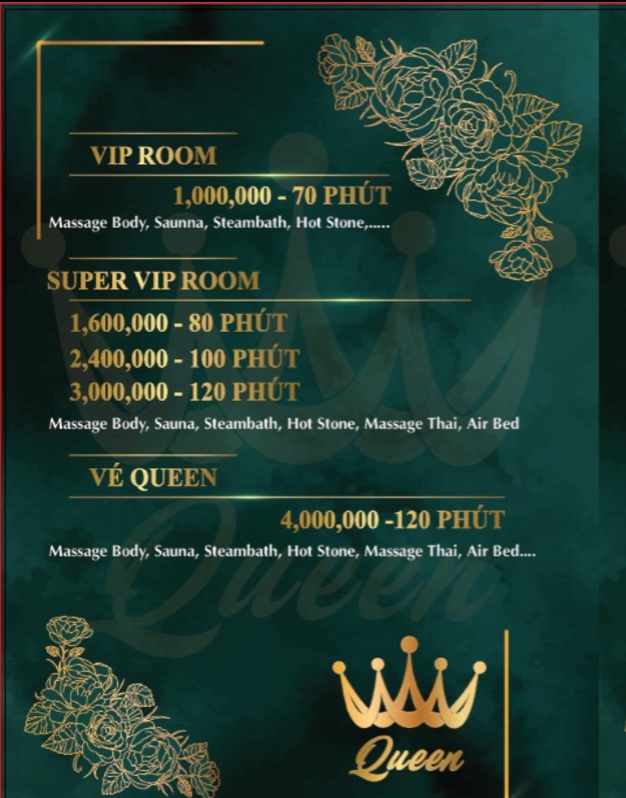 VIP ROOM
1,000,000 - 70 PHÚT
Massage Body, Saunna, Steambath, Hot Stone,.....
SUPER VIP ROOM
1,600,000 - 80 PHÚT
2,400,000 - 100 PHÚT
3,000,000 - 120 PHÚT
Massage Body, Sauna, Steambath, Hot Stone, Massage Thai, Air Bed
VÉ QUEEN
4,000,000 -120 PHÚT
Massage Body, Sauna, Steambath, Hot Stone, Massage Thai, Air Bed....
Queen
Queen